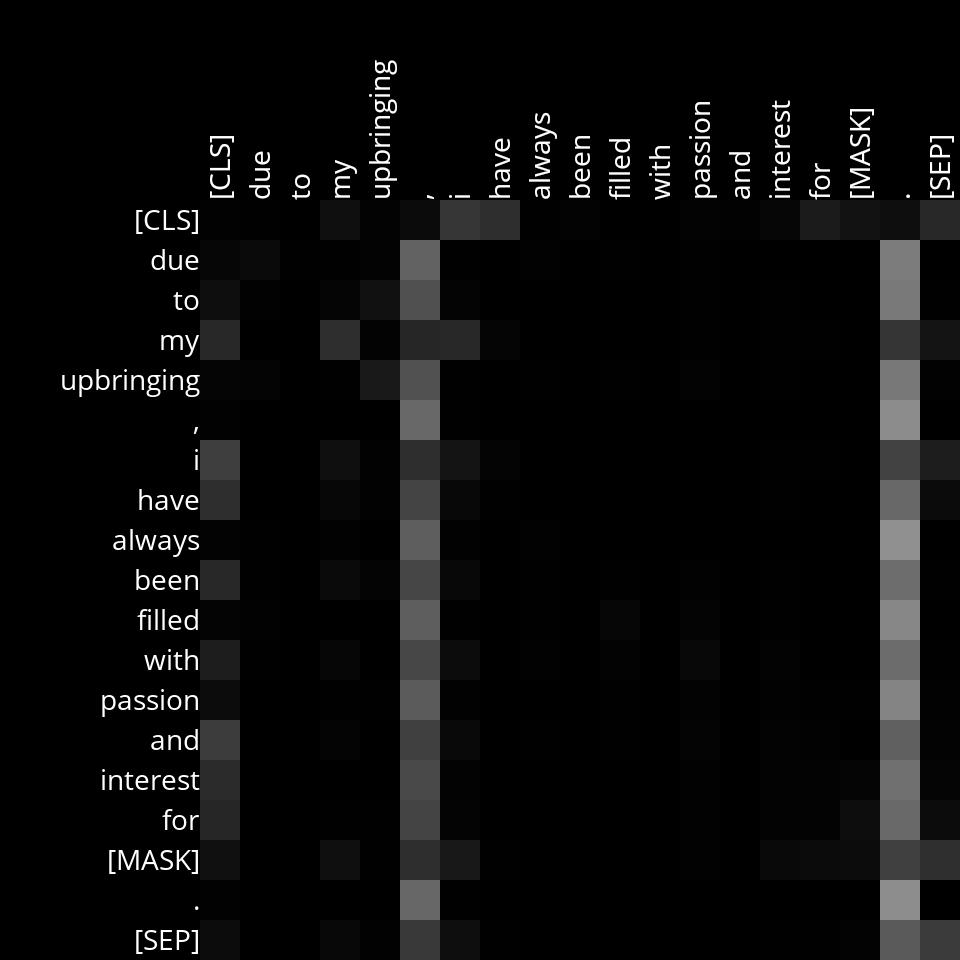 [CLS] due to my upbringing , i have always been filled with passion and interest for [MASK] . [SEP]
[CLS]
due
to
my
upbringing
,
i
have
always
been
filled
with
passion
and
interest
for
[MASK]
.
[SEP]